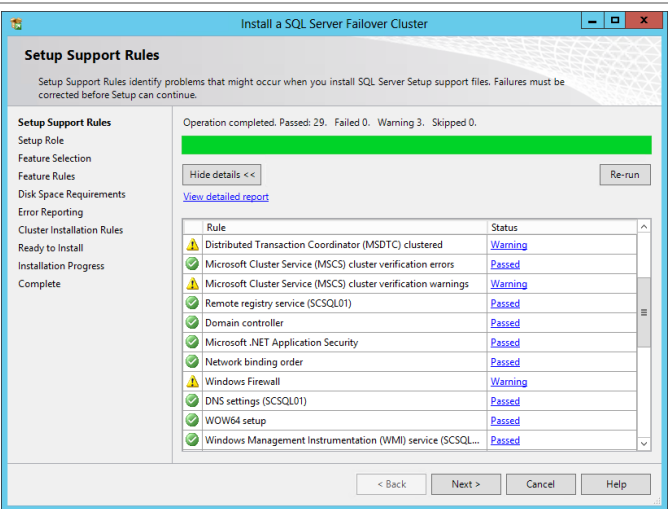 Install a SQL Server Failover Cluster
Setup Support Rules
Setup Support Rules identify problems that might occur when you install SQL Server Setup support files. Failures must be
corrected before Setup can continue.
Setup Support Rules
Setup Role
Feature Selection
Feature Rules
Disk Space Requirements
Error Reporting
Cluster Installation Rules
Ready to Install
Installation Progress
Complete
Operation completed. Passed: 29. Failed 0. Warning 3. Skipped 0.
Hide details << Re-run
View detailed report
Rule Status
Distributed Transaction Coordinator (MSDTC) clustered Warning
Microsoft Cluster Service (MSCS) cluster verification errors Passed
Microsoft Cluster Service (MSCS) cluster verification warnings Warning
Remote registry service (SCSQL01) Passed
Domain controller Passed
Microsoft .NET Application Security Passed
Network binding order Passed
Windows Firewall Warning
DNS settings (SCSQL01) Passed
WOW64 setup Passed
Windows Management Instrumentation (WMI) service (SCSQL... Passed
< Back Next > Cancel Help